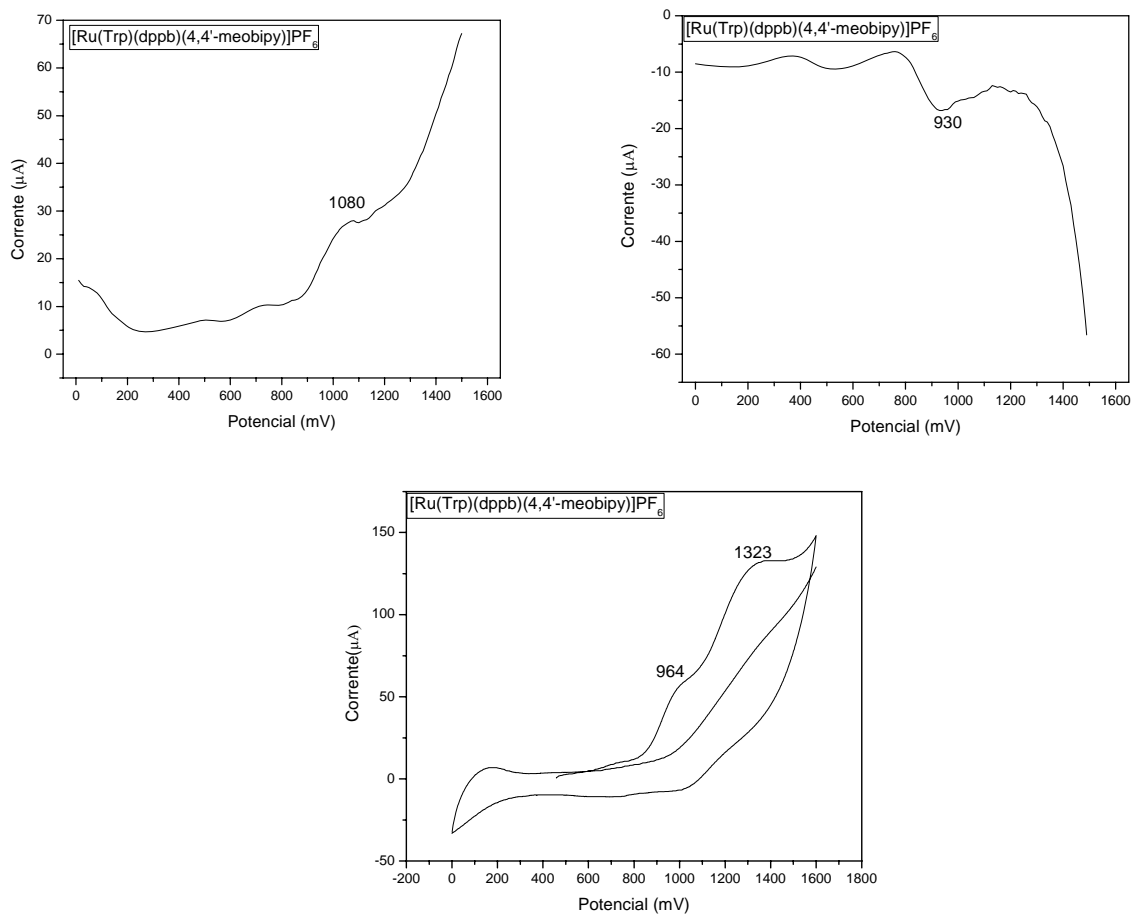 [Ru(Trp)(dppb)(4,4'-meobipy)]PF6
70
60
50
40
30
20
10
0
Corrente (µA)
1080
0 200 400 600 800 1000 1200 1400 1600
Potencial (mV)
[Ru(Trp)(dppb)(4,4'-meobipy)]PF6
0
-10
-20
-30
-40
-50
-60
Corrente (µA)
930
0 200 400 600 800 1000 1200 1400 1600
Potencial (mV)
[Ru(Trp)(dppb)(4,4'-meobipy)]PF6
150
100
50
0
-50
Corrente(µA)
1323
964
-200 0 200 400 600 800 1000 1200 1400 1600 1800
Potencial (mV)